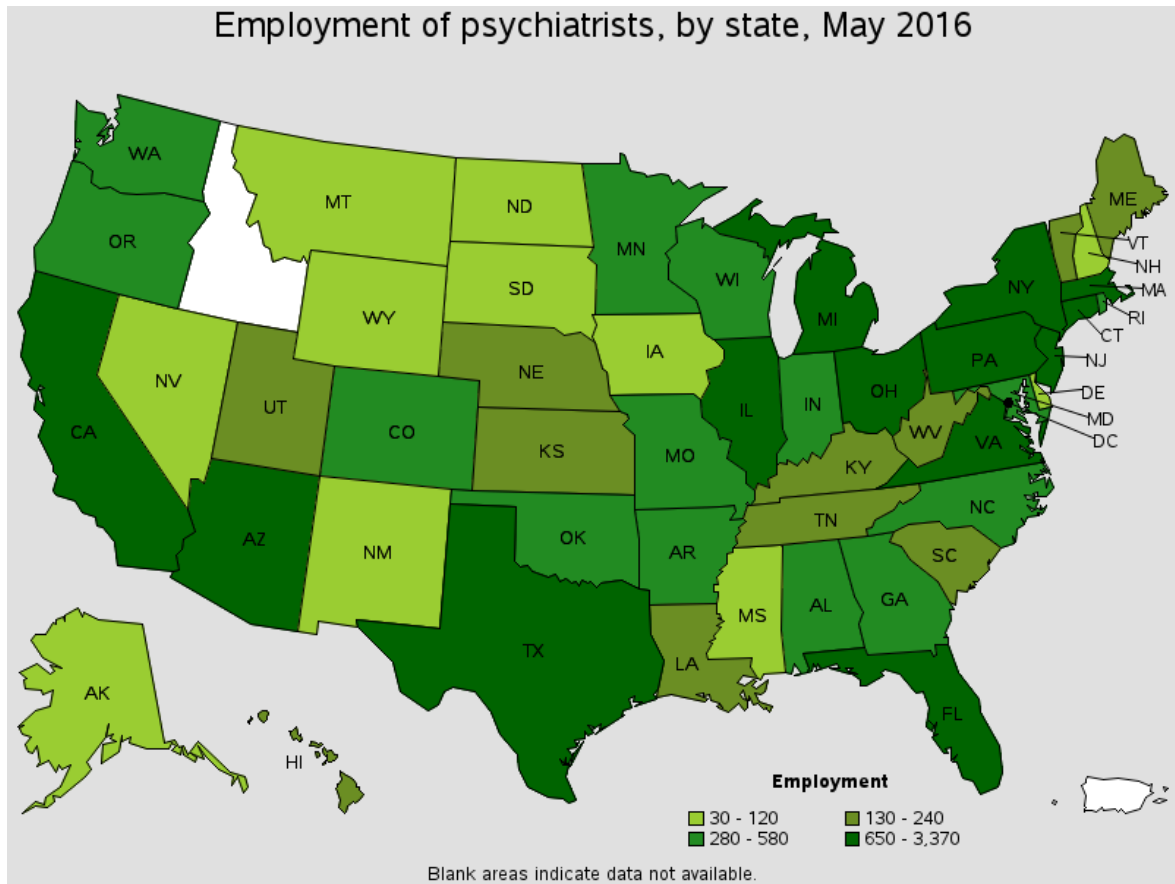 Employment of psychiatrists, by state, May 2016
WA
MT
ND
MN
ME
OR
VT
NH
SD
WI
NY
MA
WY
MI
RI
CT
IA
PA
NJ
NV
NE
OH
DE
UT
IL
IN
MD
CA
CO
WV
DC
KS
MO
KY
VA
NC
TN
AZ
OK
NM
AR
SC
MS
AL
GA
TX
LA
AK
FL
HI
Employment
30 - 120 130 - 240
280 - 580 650 - 3,370
Blank areas indicate data not available.